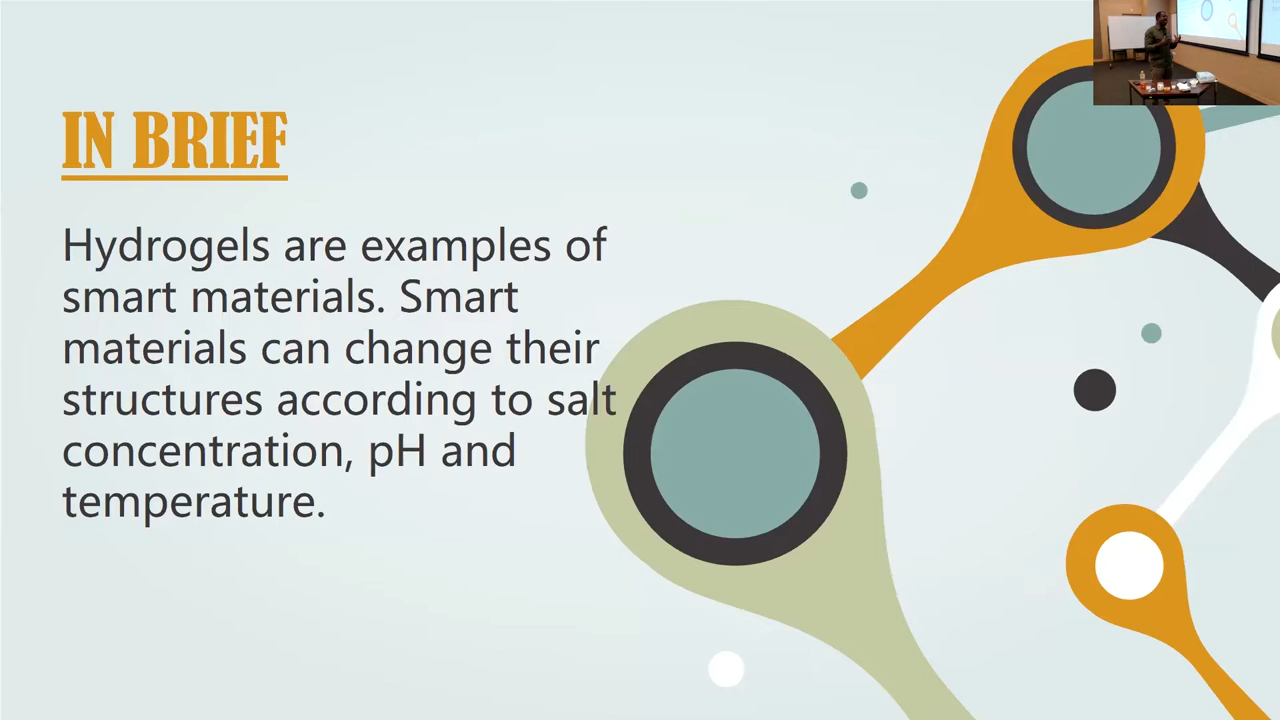 IN BRIEF
Hydrogels are examples of
smart materials. Smart
materials can change their
structures according to salt
concentration, pH and
temperature.